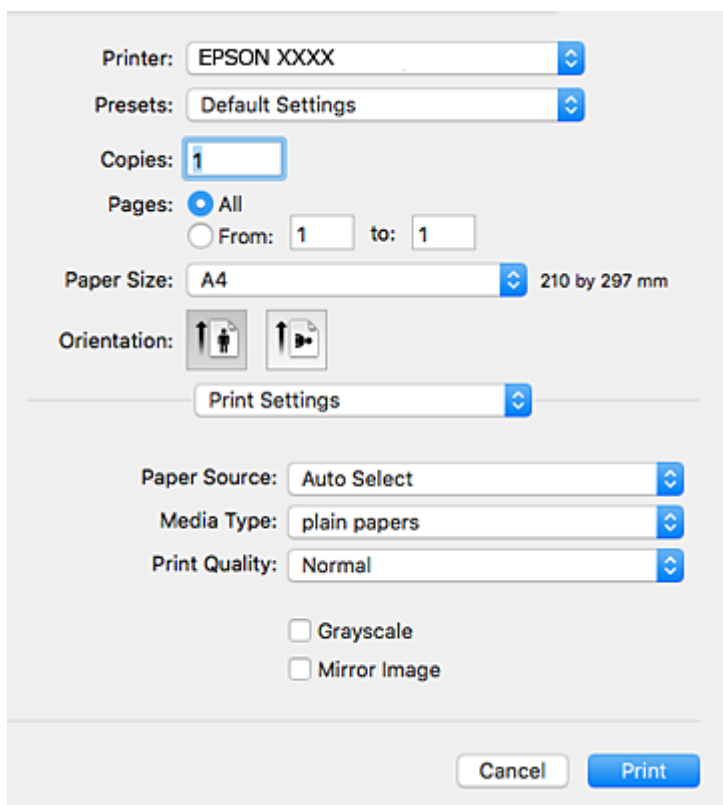 Printer: EPSON XXXX
Presets: Default Settings
Copies: 1
Pages: All
From: 1 to: 1
Paper Size: A4 210 by 297 mm
Orientation:
Print Settings
Paper Source: Auto Select
Media Type: plain papers
Print Quality: Normal
Grayscale
Mirror Image
Cancel Print